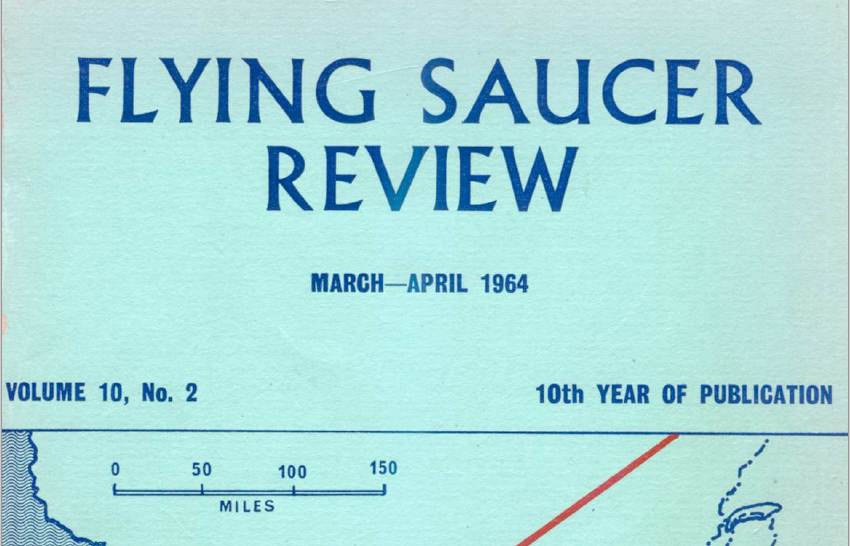 FLYING SAUCER
REVIEW
MARCH—APRIL 1964
VOLUME 10, No. 2
10th YEAR OF PUBLICATION
0 50 100 150
MILES